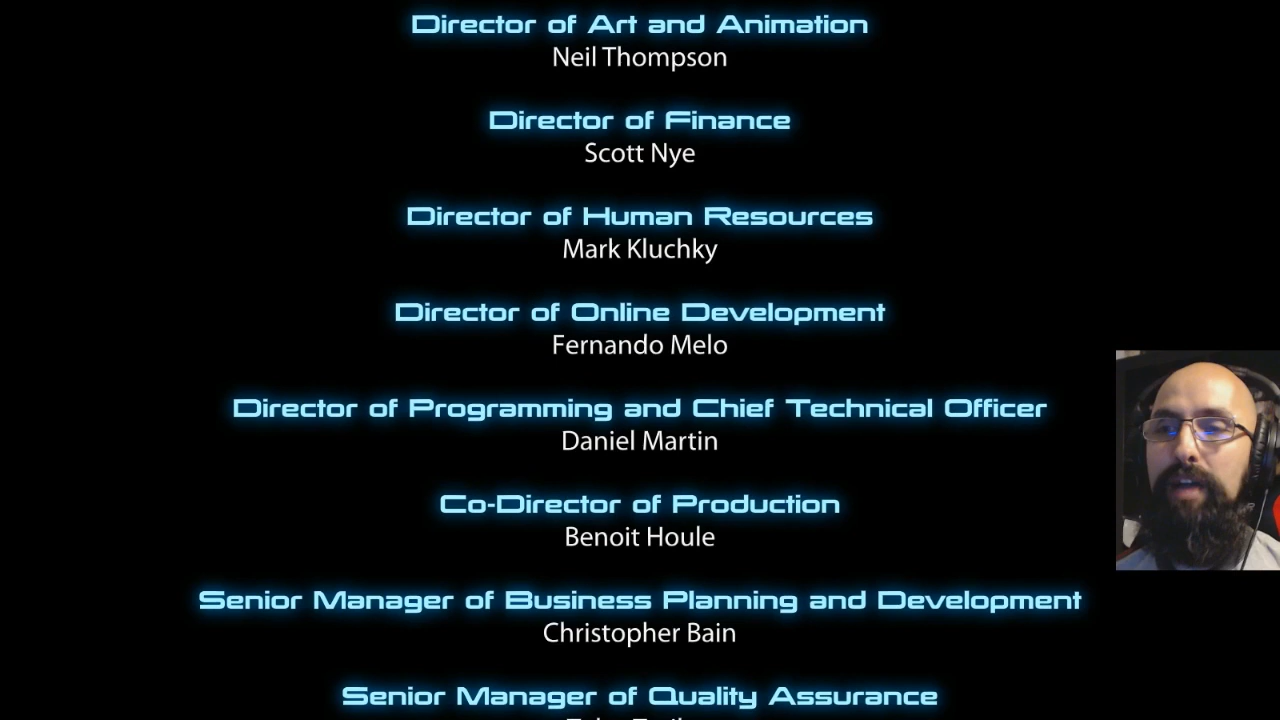 Director of Art and Animation
Neil Thompson
Director of Finance
Scott Nye
Director of Human Resources
Mark Kluchky
Director of Online Development
Fernando Melo
Director of Programming and Chief Technical Officer
Daniel Martin
Co-Director of Production
Benoit Houle
Senior Manager of Business Planning and Development
Christopher Bain
Senior Manager of Quality Assurance